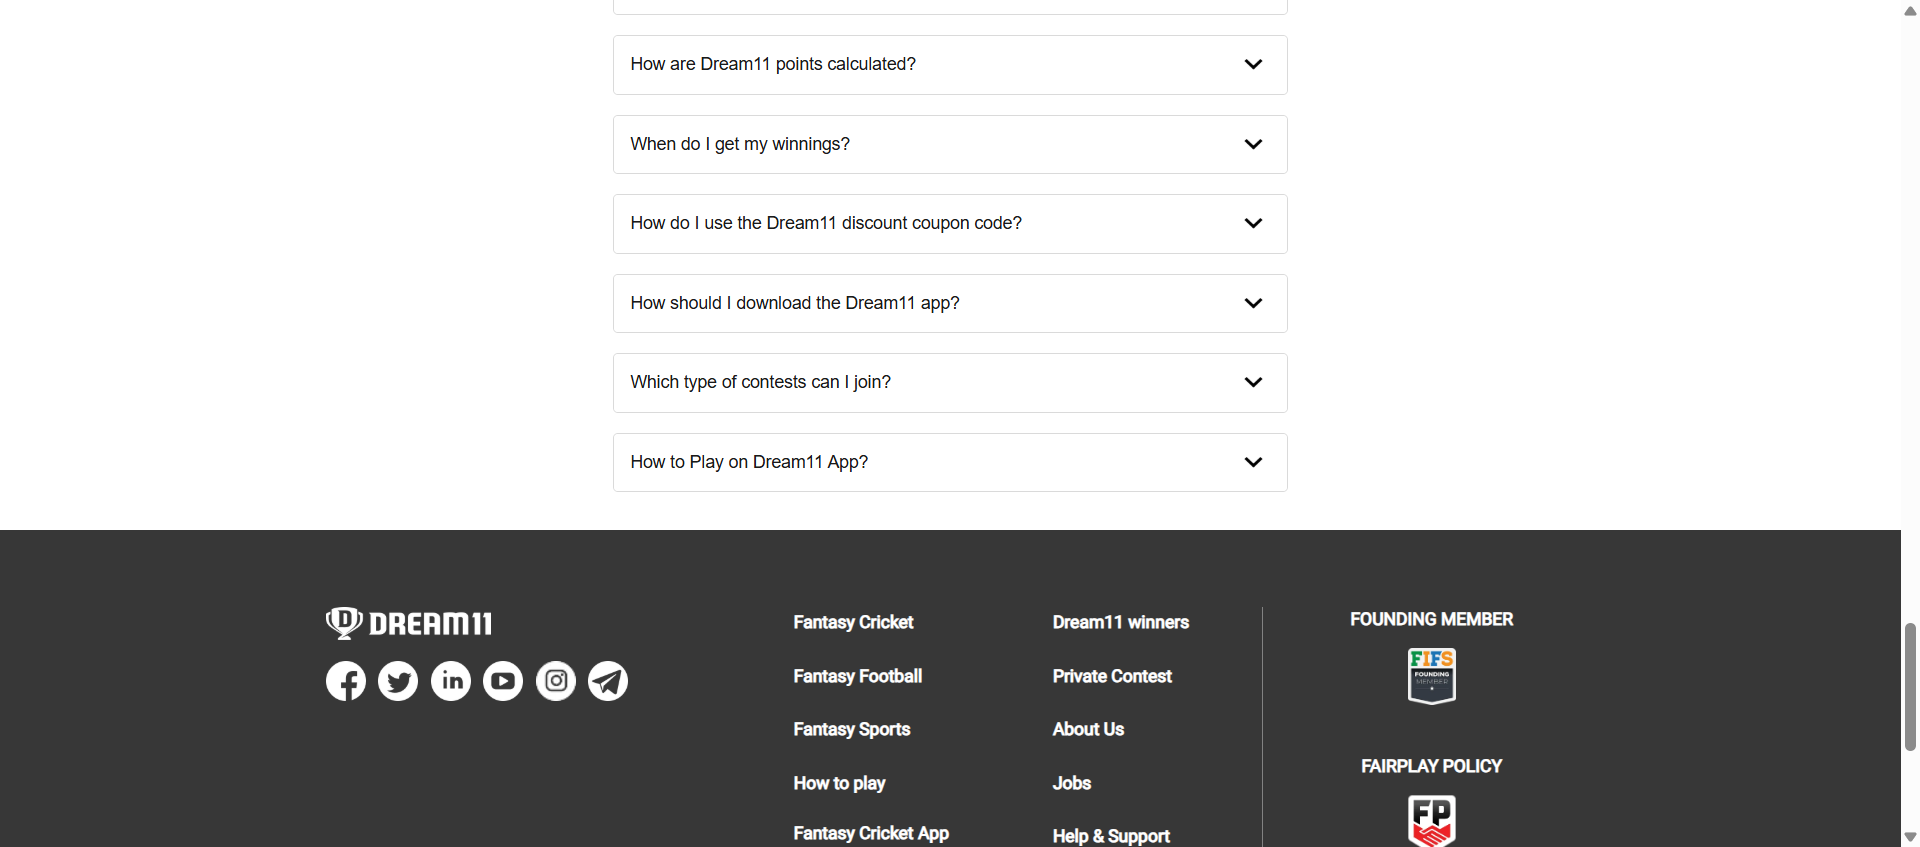 How are Dream11 points calculated?
When do I get my winnings?
How do I use the Dream11 discount coupon code?
How should I download the Dream11 app?
Which type of contests can I join?
How to Play on Dream11 App?
DREAM11
Fantasy Cricket
Fantasy Football
Fantasy Sports
How to play
Fantasy Cricket App
Dream11 winners
Private Contest
About Us
Jobs
Help & Support
FOUNDING MEMBER
FIFS
FOUNDING
MEMBER
FAIRPLAY POLICY
FP